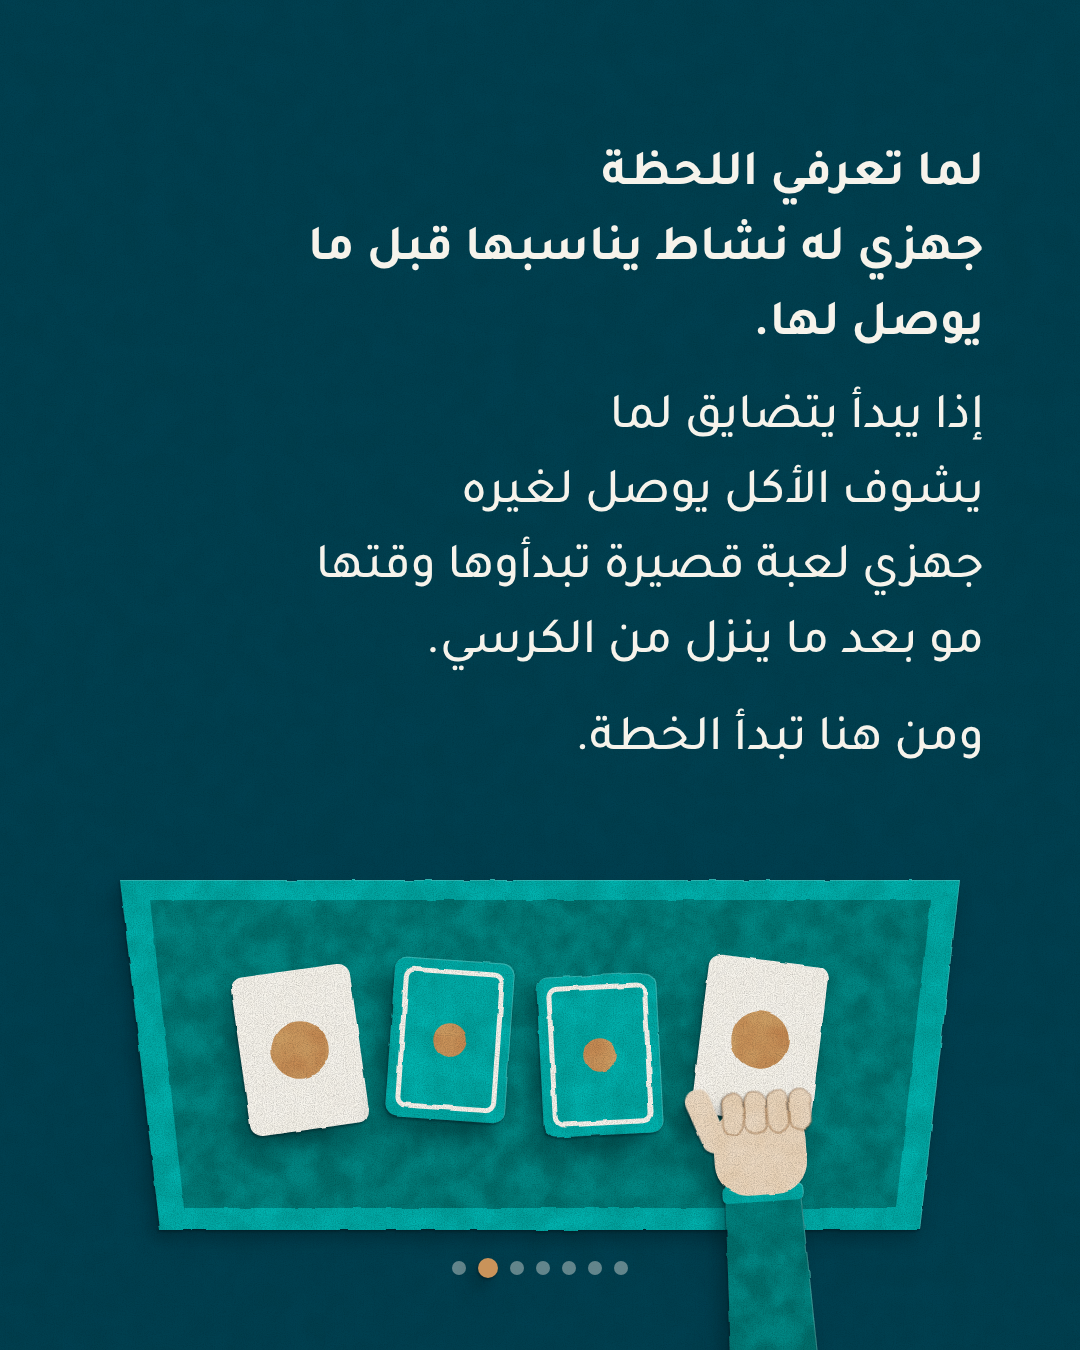 لما تعرفي اللحظة
جهزي له نشاط يناسبها قبل ما
يوصل لها.
إذا يبدأ يتضايق لما
يشوف الأكل يوصل لغيره
جهزي لعبة قصيرة تبدأوها وقتها
مو بعد ما ينزل من الكرسي.
ومن هنا تبدأ الخطة.